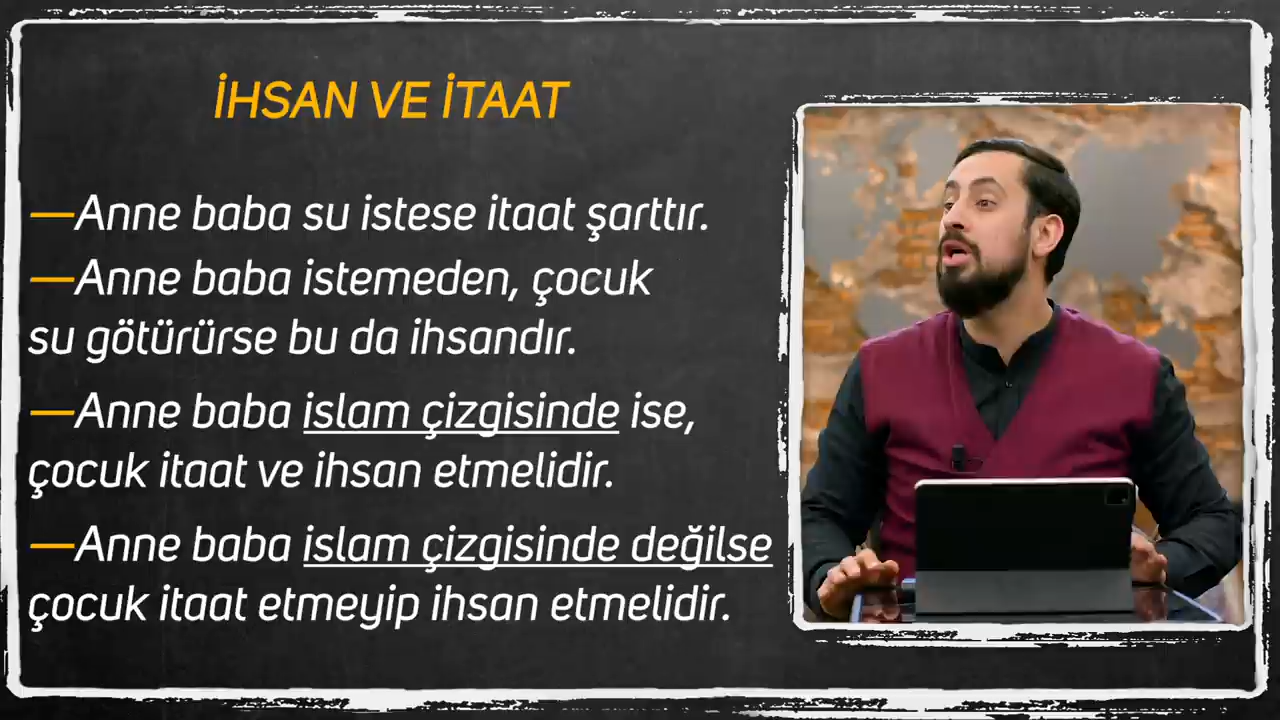 İHSAN VE İTAAT
—Anne baba su istese itaat şarttır.
—Anne baba istemeden, çocuk
su götürürse bu da ihsandır.
—Anne baba islam çizgisinde ise,
çocuk itaat ve ihsan etmelidir.
—Anne baba islam çizgisinde değilse
çocuk itaat etmeyip ihsan etmelidir.